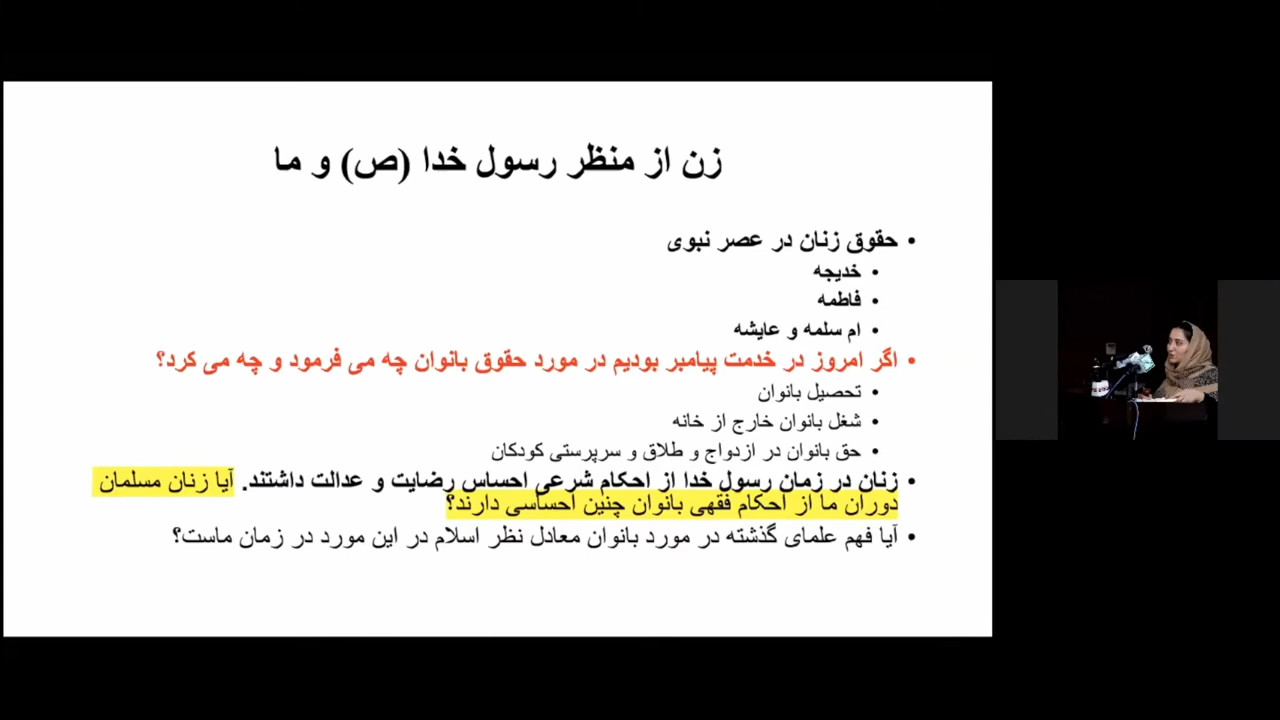 زن از منظر رسول خدا (ص) و ما
• حقوق زنان در عصر نبوی
• خدیجه
• فاطمه
• ام سلمه و عایشه
• اگر امروز در خدمت پیامبر بودیم در مورد حقوق بانوان چه می فرمود و چه می کرد؟
• تحصیل بانوان
• شغل بانوان خارج از خانه
• حق بانوان در ازدواج و طلاق و سرپرستی کودکان
• زنان در زمان رسول خدا از احکام شرعی احساس رضایت و عدالت داشتند. آیا زنان مسلمان
دوران ما از احکام فقهی بانوان چنین احساسی دارند؟
• آیا فهم علمای گذشته در مورد بانوان معادل نظر اسلام در این مورد در زمان ماست؟